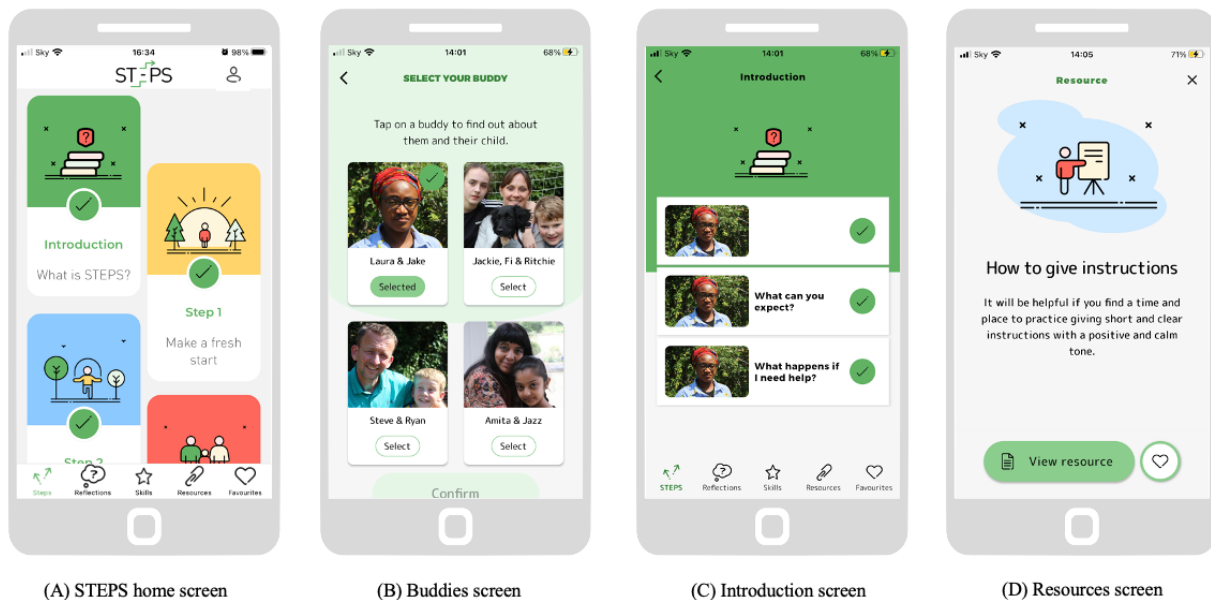 Sky 16:34 98%
STEPS
Introduction
What is STEPS?
Step 1
Make a fresh
start
Step 2
Steps Reflections Skills Resources Favourites
(A) STEPS home screen
Sky 14:01 68%
SELECT YOUR BUDDY
Tap on a buddy to find out about
them and their child.
Laura & Jake Jackie, Fi & Ritchie
Selected Select
Steve & Ryan Amita & Jazz
Select Select
Confirm
(B) Buddies screen
Sky 14:01 68%
Introduction
What can you
expect?
What happens if
I need help?
STEPS Reflections Skills Resources Favourites
(C) Introduction screen
Sky 14:05 71%
Resource
How to give instructions
It will be helpful if you find a time and
place to practice giving short and clear
instructions with a positive and calm
tone.
View resource
(D) Resources screen